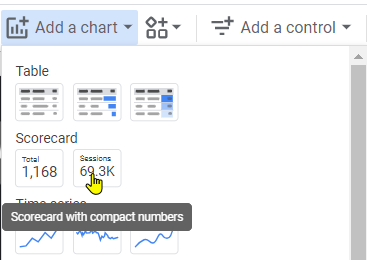 Add a chart
Add a control
Table
Scorecard
Total
1,168
Sessions
69.3K
Scorecard with compact numbers